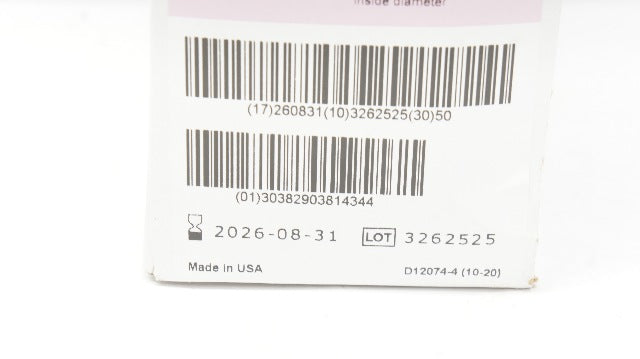 inside diameter
(17)260831(10)3262525(30)50
(01)30382903814344
2026-08-31 LOT 3262525
Made in USA D12074-4 (10-20)